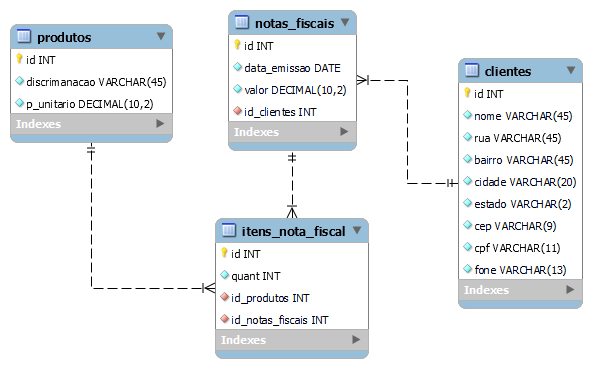 produtos
id INT
discrimanacao VARCHAR(45)
p_unitario DECIMAL(10,2)
Indexes
notas_fiscais
id INT
data_emissao DATE
valor DECIMAL(10,2)
id_clientes INT
Indexes
clientes
id INT
nome VARCHAR(45)
rua VARCHAR(45)
bairro VARCHAR(45)
cidade VARCHAR(20)
estado VARCHAR(2)
cep VARCHAR(9)
cpf VARCHAR(11)
fone VARCHAR(13)
Indexes
itens_nota_fiscal
id INT
quant INT
id_produtos INT
id_notas_fiscais INT
Indexes